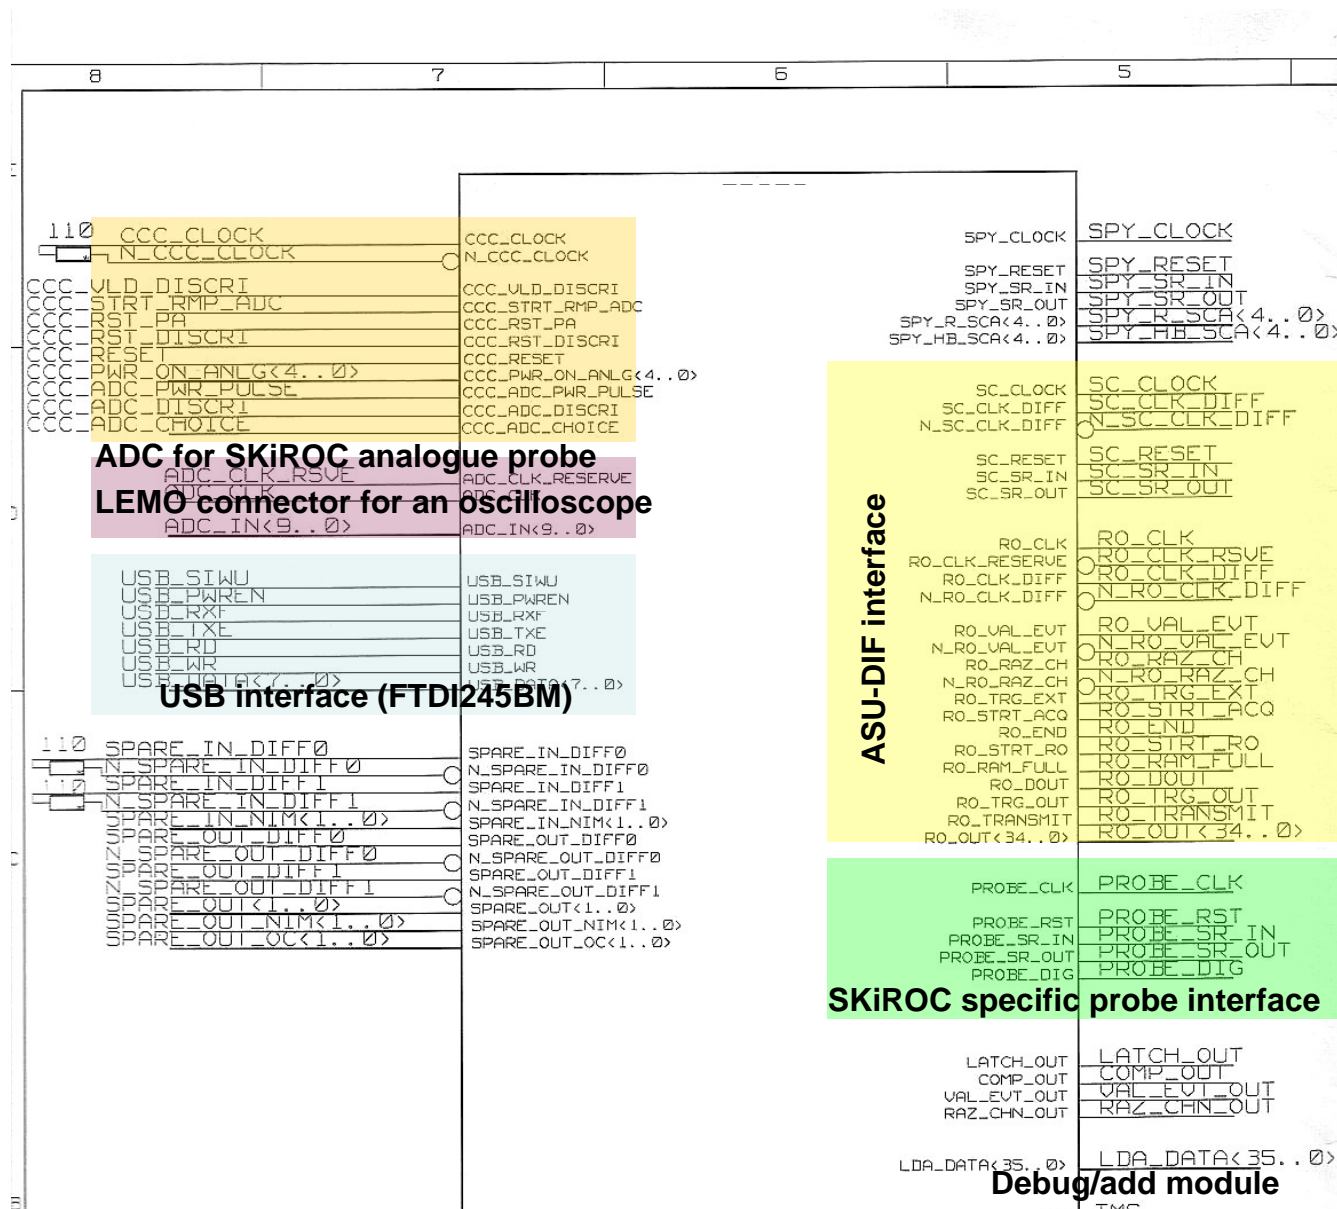 8 7 6 5
110
CCC_CLOCK CCC_CLOCK
N_CCC_CLOCK N_CCC_CLOCK
CCC_VLD_DISCRI CCC_VLD_DISCRI
CCC_STRT_RMP_ADC CCC_STRT_RMP_ADC
CCC_RST_PA CCC_RST_PA
CCC_RST_DISCRI CCC_RST_DISCRI
CCC_RESET CCC_RESET
CCC_PWR_ON_ANLG<4..0> CCC_PWR_ON_ANLG<4..0>
CCC_ADC_PWR_PULSE CCC_ADC_PWR_PULSE
CCC_ADC_DISCRI CCC_ADC_DISCRI
CCC_ADC_CHOICE CCC_ADC_CHOICE
ADC for SKiROC analogue probe
ADC_CLK_RSVE ADC_CLK_RESERVE
ADC_CLK ADC_CLK
LEMO connector for an oscilloscope
ADC_IN<9..0> ADC_IN<9..0>
USB_SIWU USB_SIWU
USB_PWREN USB_PWREN
USB_RXF USB_RXF
USB_TXE USB_TXE
USB_RD USB_RD
USB_WR USB_WR
USB_DATA<7..0> USB_DATA<7..0>
USB interface (FTDI245BM)
110
SPARE_IN_DIFF0 SPARE_IN_DIFF0
N_SPARE_IN_DIFF0 N_SPARE_IN_DIFF0
110
SPARE_IN_DIFF1 SPARE_IN_DIFF1
N_SPARE_IN_DIFF1 N_SPARE_IN_DIFF1
SPARE_IN_NIM<1..0> SPARE_IN_NIM<1..0>
SPARE_OUT_DIFF0 SPARE_OUT_DIFF0
N_SPARE_OUT_DIFF0 N_SPARE_OUT_DIFF0
SPARE_OUT_DIFF1 SPARE_OUT_DIFF1
N_SPARE_OUT_DIFF1 N_SPARE_OUT_DIFF1
SPARE_OUT<1..0> SPARE_OUT<1..0>
SPARE_OUT_NIM<1..0> SPARE_OUT_NIM<1..0>
SPARE_OUT_OC<1..0> SPARE_OUT_OC<1..0>
SPY_CLOCK SPY_CLOCK
SPY_RESET SPY_RESET
SPY_SR_IN SPY_SR_IN
SPY_SR_OUT SPY_SR_OUT
SPY_R_SCA<4..0> SPY_R_SCA<4..0>
SPY_HB_SCA<4..0> SPY_HB_SCA<4..0>
SC_CLOCK SC_CLOCK
SC_CLK_DIFF SC_CLK_DIFF
N_SC_CLK_DIFF N_SC_CLK_DIFF
SC_RESET SC_RESET
SC_SR_IN SC_SR_IN
SC_SR_OUT SC_SR_OUT
ASU-DIF interface
RO_CLK RO_CLK
RO_CLK_RESERVE RO_CLK_RSVE
RO_CLK_DIFF RO_CLK_DIFF
N_RO_CLK_DIFF N_RO_CLK_DIFF
RO_VAL_EVT RO_VAL_EVT
N_RO_VAL_EVT N_RO_VAL_EVT
RO_RAZ_CH RO_RAZ_CH
N_RO_RAZ_CH N_RO_RAZ_CH
RO_TRG_EXT RO_TRG_EXT
RO_STRT_ACQ RO_STRT_ACQ
RO_END RO_END
RO_STRT_RO RO_STRT_RO
RO_RAM_FULL RO_RAM_FULL
RO_DOUT RO_DOUT
RO_TRG_OUT RO_TRG_OUT
RO_TRANSMIT RO_TRANSMIT
RO_OUT<34..0> RO_OUT<34..0>
PROBE_CLK PROBE_CLK
PROBE_RST PROBE_RST
PROBE_SR_IN PROBE_SR_IN
PROBE_SR_OUT PROBE_SR_OUT
PROBE_DIG PROBE_DIG
SKiROC specific probe interface
LATCH_OUT LATCH_OUT
COMP_OUT COMP_OUT
VAL_EVT_OUT VAL_EVT_OUT
RAZ_CHN_OUT RAZ_CHN_OUT
LDA_DATA<35..0> LDA_DATA<35..0>
Debug/add module